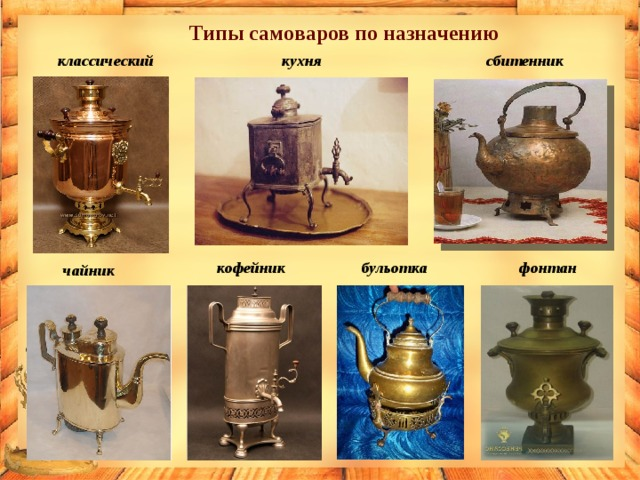 Типы самоваров по назначению
классический кухня сбитенник
чайник кофейник бульотка фонтан